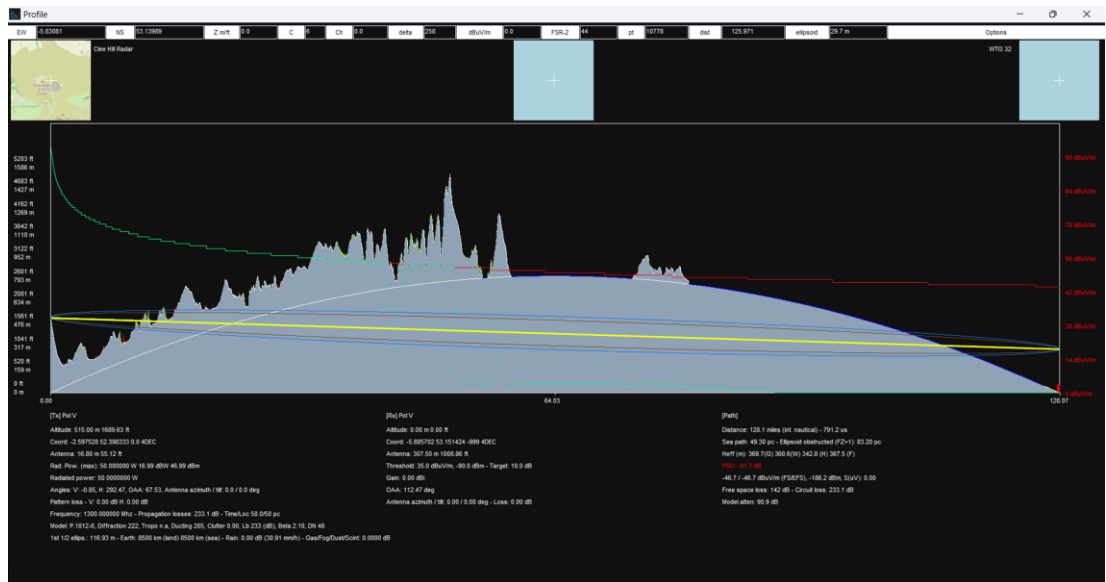 Profile
EW -5.83081 NS 53.13989 Z m/ft 0 0 C 6 Ch 0.0 delta 258 dBuV/m 0.0 FSR-2 44 pt 10778 dist 125.971 ellipsoid 29.7 m Options
Clee Hill Radar
WTG 32
5203 ft
1586 m
4683 ft
1427 m
4162 ft
1269 m
3642 ft
1110 m
3122 ft
952 m
2601 ft
793 m
2081 ft
634 m
1561 ft
476 m
1041 ft
317 m
520 ft
159 m
0 ft
0 m
0.00 64.03 128.07
[Tx] Pol V
Altitude: 515.00 m 1689.63 ft
Coord: -2.597528 52.398333 0.0 4DEC
Antenna: 16.80 m 55.12 ft
Rad. Pow. (max): 50.000000 W 16.99 dBW 46.99 dBm
Radiated power: 50.0000000 W
Angles: V: -0.85, H: 292.47, OAA: 67.53, Antenna azimuth / tilt: 0.0 / 0.0 deg
Pattern loss - V: 0.00 dB H: 0.00 dB
Frequency: 1300.000000 Mhz - Propagation losses: 233.1 dB - Time/Loc 50.0/50 pc
Model: P.1812-6, Diffraction 222, Tropo n.a, Ducting 285, Clutter 0.00, Lb 233 (dB), Beta 2.10, DN 48
1st 1/2 ellips.: 116.93 m - Earth: 8500 km (land) 8500 km (sea) - Rain: 0.00 dB (30.91 mm/h) - Gas/Fog/Dust/Scint: 0.0000 dB
[Rx] Pol V
Altitude: 0.00 m 0.00 ft
Coord: -5.885702 53.151424 -999 4DEC
Antenna: 307.50 m 1008.86 ft
Threshold: 35.0 dBuV/m, -90.0 dBm - Target: 10.0 dB
Gain: 0.00 dBi
OAA: 112.47 deg
Antenna azimuth / tilt: 0.00 / 0.00 deg - Loss: 0.00 dB
[Path]
Distance: 128.1 miles (int. nautical) - 791.2 us
Sea path: 49.30 pc - Ellipsoid obstructed (FZ=1): 83.20 pc
Heff (m): 369.7(G) 360.6(W) 342.8 (H) 367.5 (F)
-46.7 / -46.7 dBuV/m (FS/EFS), -186.2 dBm, S(uV): 0.00
Free space loss: 142 dB - Circuit loss: 233.1 dB
Model atten: 90.9 dB